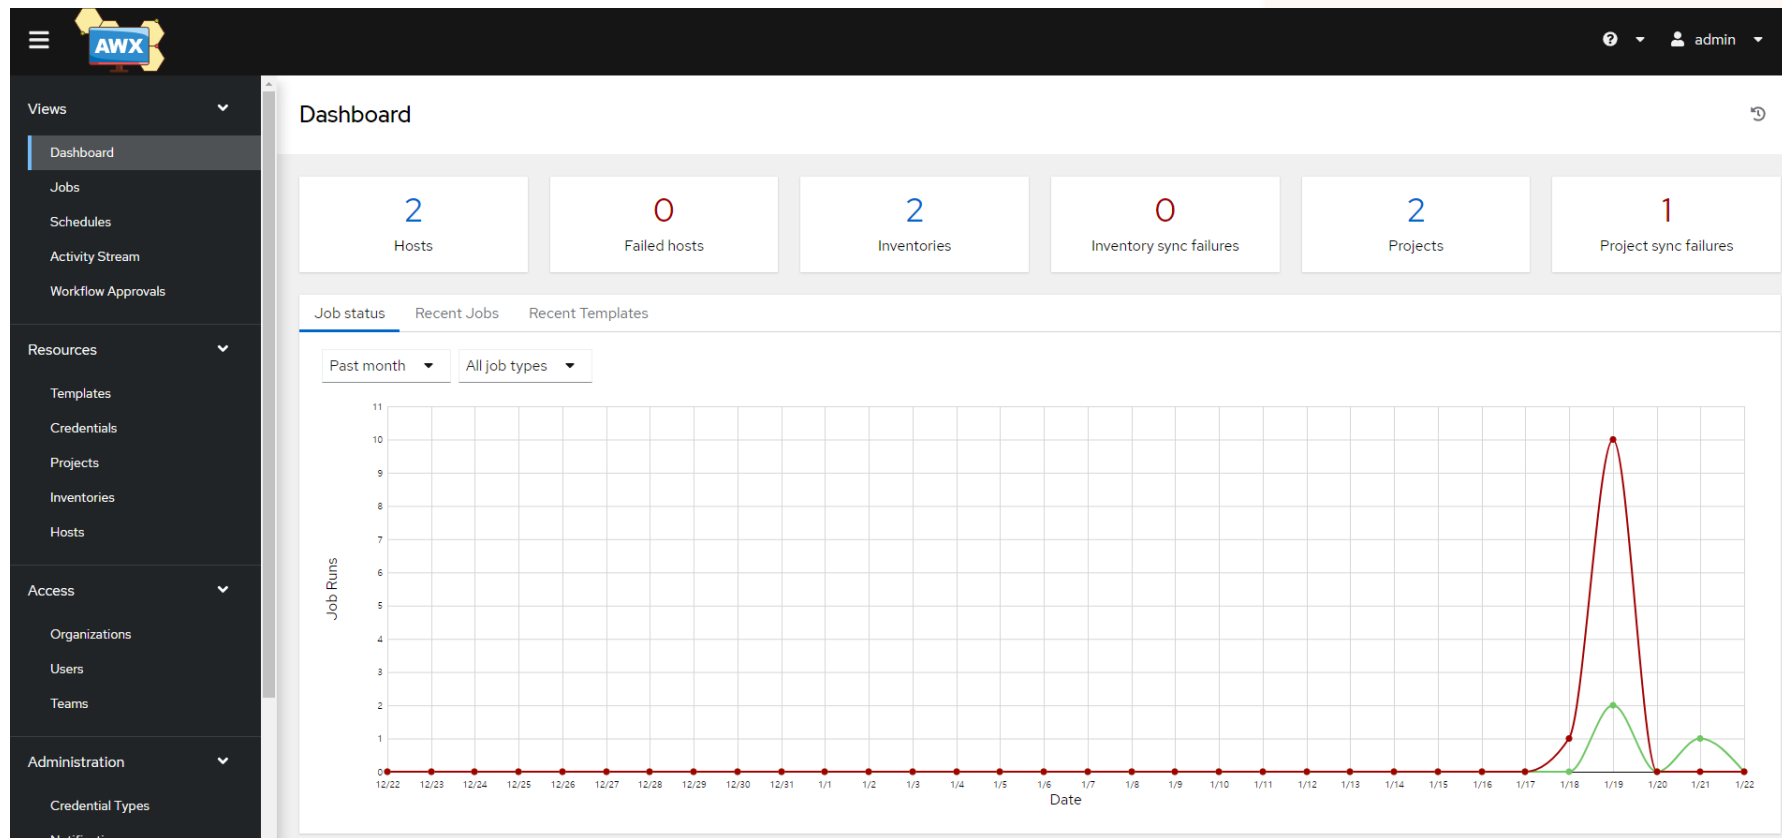 AWX
admin
Views
Dashboard
Jobs
Schedules
Activity Stream
Workflow Approvals
Resources
Templates
Credentials
Projects
Inventories
Hosts
Access
Organizations
Users
Teams
Administration
Credential Types
Dashboard
2 0 2 0 2 1
Hosts Failed hosts Inventories Inventory sync failures Projects Project sync failures
Job status Recent Jobs Recent Templates
Past month All job types
11
10
9
8
7
6
5
4
3
2
1
0
Job Runs
12/22 12/23 12/24 12/25 12/26 12/27 12/28 12/29 12/30 12/31 1/1 1/2 1/3 1/4 1/5 1/6 1/7 1/8 1/9 1/10 1/11 1/12 1/13 1/14 1/15 1/16 1/17 1/18 1/19 1/20 1/21 1/22
Date